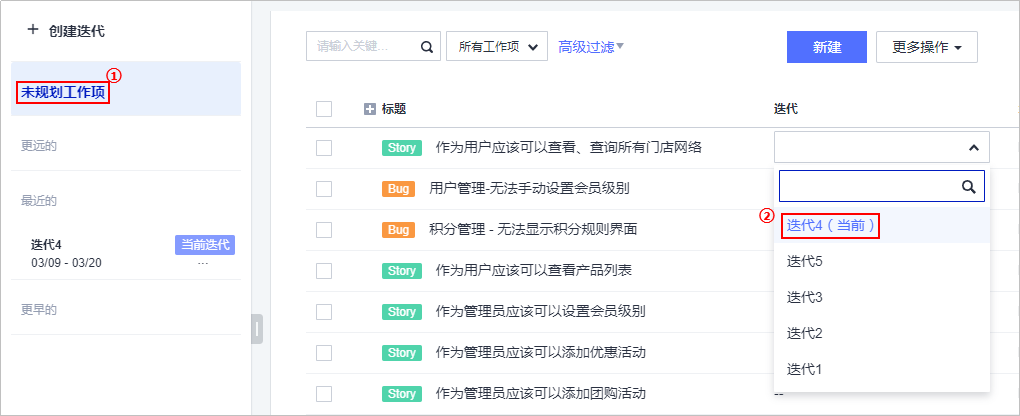 + 创建迭代
未规划工作项 ①
更远的
最近的
迭代4 当前迭代
03/09 - 03/20 ...
更早的
请输入关键... 所有工作项 高级过滤 新建 更多操作
标题 迭代
Story 作为用户应该可以查看、查询所有门店网络
Bug 用户管理-无法手动设置会员级别
Bug 积分管理 - 无法显示积分规则界面
Story 作为用户应该可以查看产品列表
Story 作为管理员应该可以设置会员级别
Story 作为管理员应该可以添加优惠活动
Story 作为管理员应该可以添加团购活动 --
② 迭代4（当前）
迭代5
迭代3
迭代2
迭代1